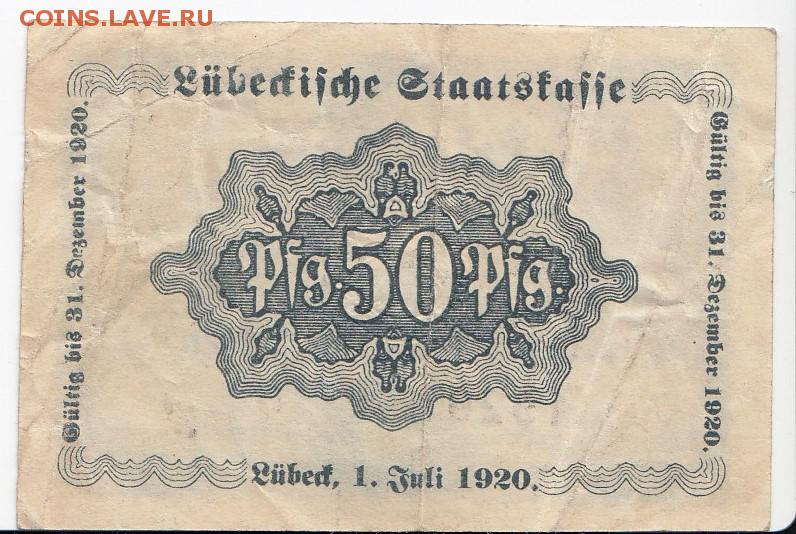 COINS.LAVE.RU
Lübeckische Staatskasse
Gültig bis 31. Dezember 1920.
Gültig bis 31. Dezember 1920.
Pfg. 50 Pfg.
Lübeck, 1. Juli 1920.